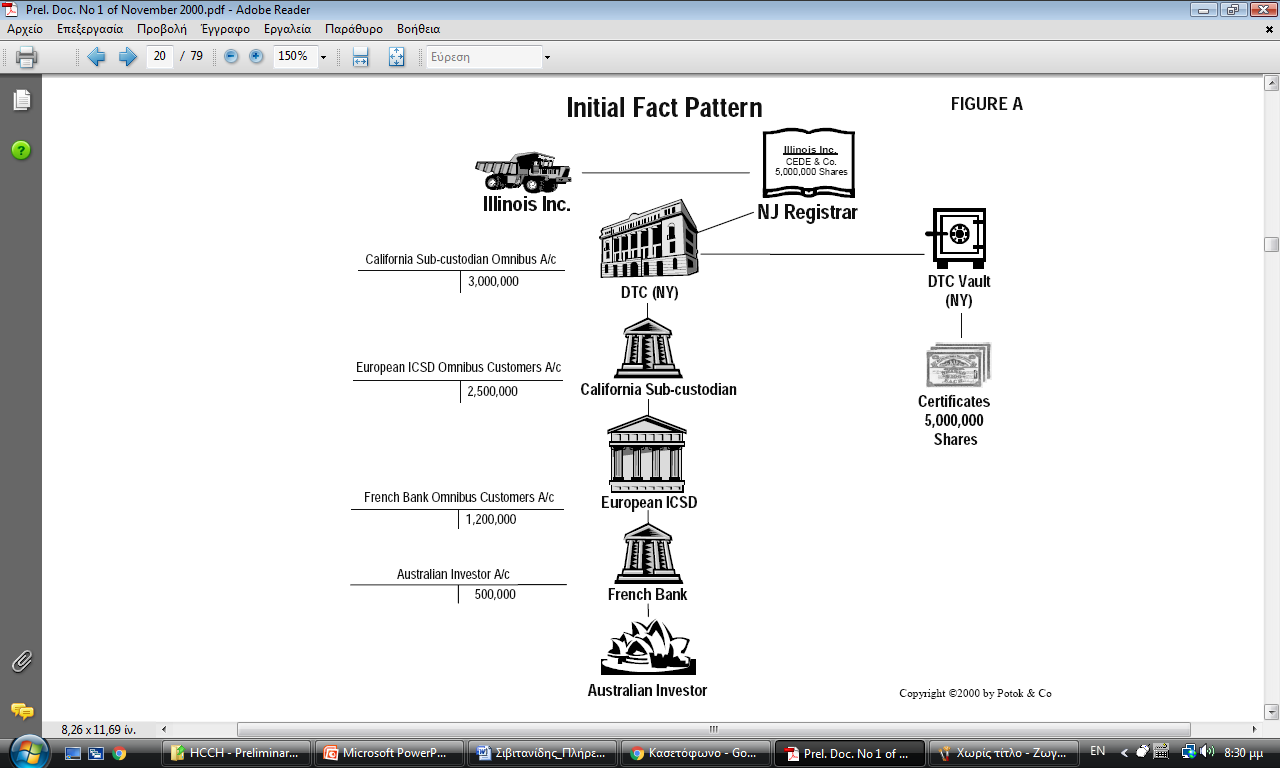 Prel. Doc. No 1 of November 2000.pdf - Adobe Reader
Αρχείο Επεξεργασία Προβολή Έγγραφο Εργαλεία Παράθυρο Βοήθεια
20 / 79 150% Εύρεση
Initial Fact Pattern
FIGURE A
Illinois Inc.
CEDE & Co.
5,000,000 Shares
Illinois Inc.
NJ Registrar
California Sub-custodian Omnibus A/c
3,000,000
DTC (NY)
DTC Vault
(NY)
European ICSD Omnibus Customers A/c
2,500,000
California Sub-custodian
Certificates
5,000,000
Shares
French Bank Omnibus Customers A/c
1,200,000
European ICSD
Australian Investor A/c
500,000
French Bank
Australian Investor
Copyright ©2000 by Potok & Co
8,26 x 11,69 ίν.
HCCH - Preliminar... Microsoft PowerP... Σιβιτανίδης_Πλήρε... Κασετόφωνο - Go... Prel. Doc. No 1 of ... Χωρίς τίτλο - Ζωγ... EN 8:30 μμ